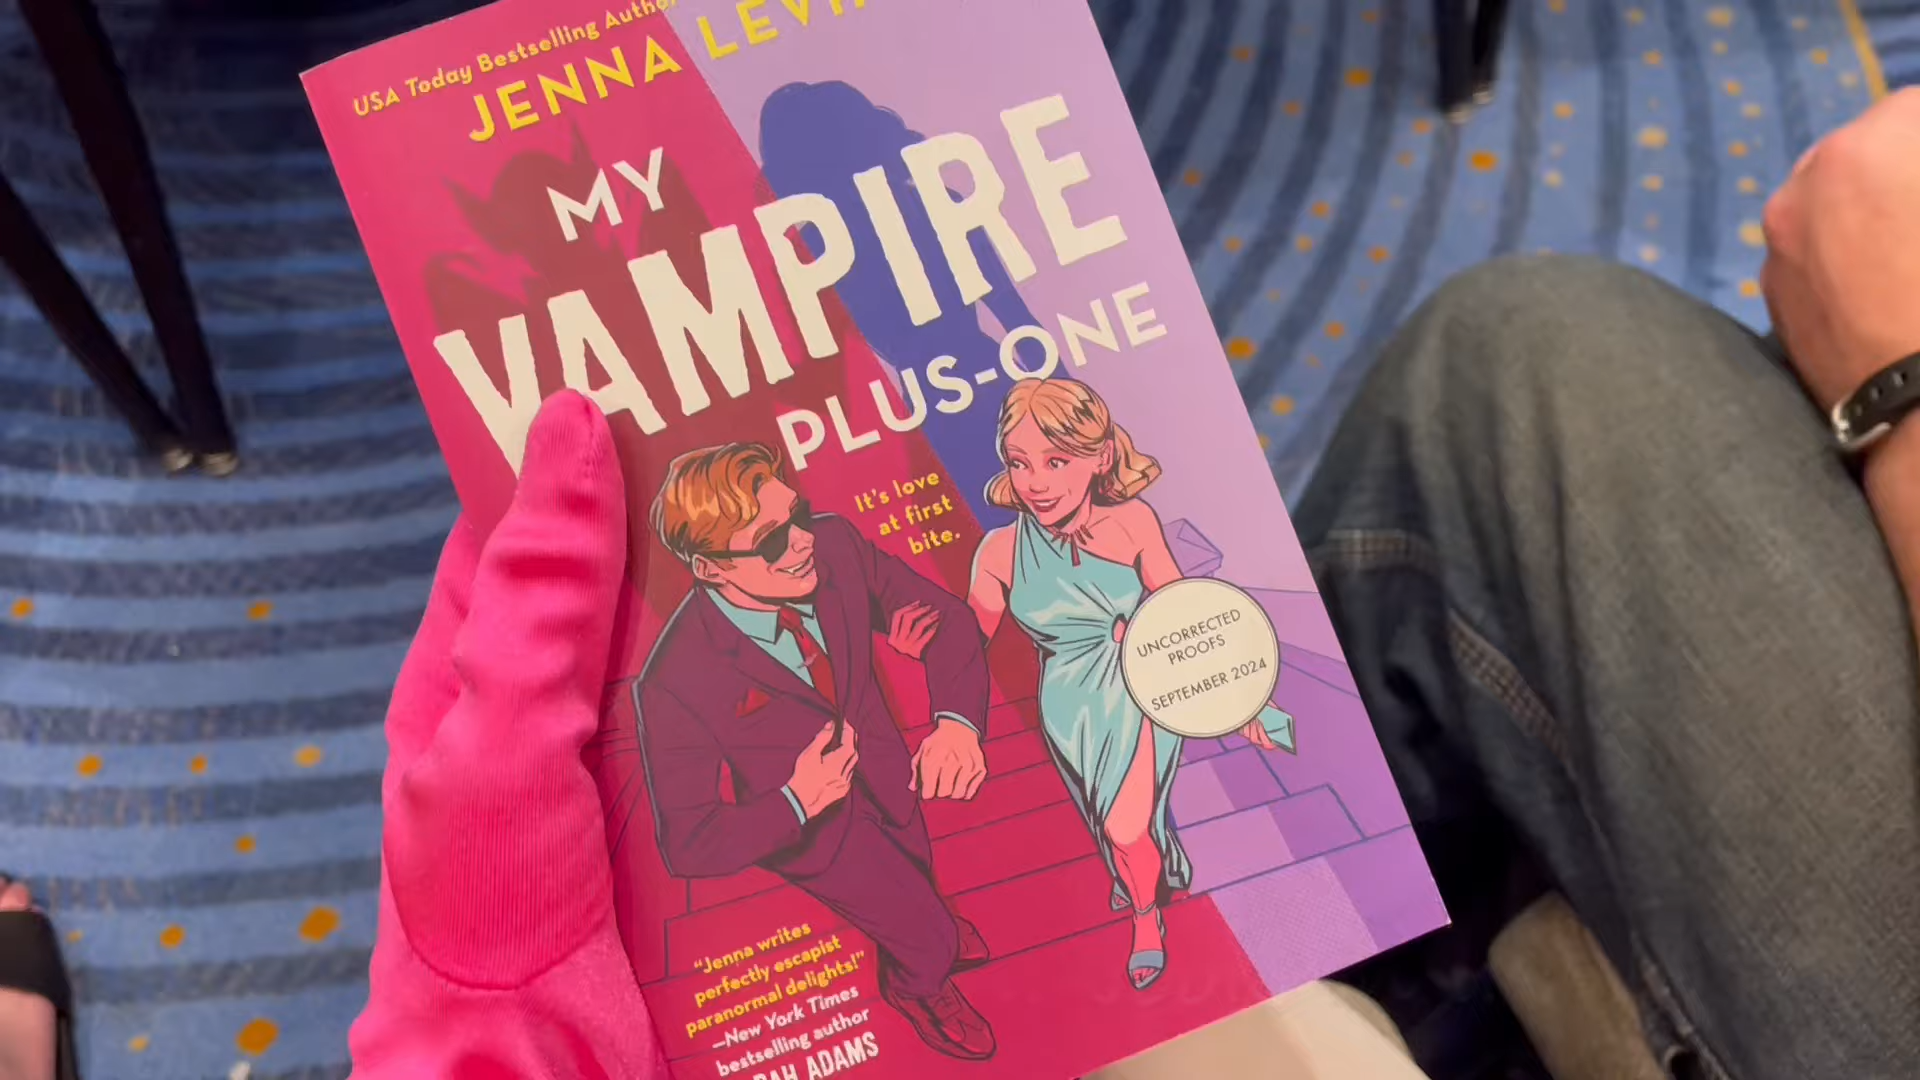 USA Today Bestselling Author
JENNA
MY
VAMPIRE
PLUS-ONE
It's love
at first
bite.
UNCORRECTED
PROOFS
SEPTEMBER 2024
"Jenna writes
perfectly escapist
paranormal delights!"
—New York Times
bestselling author
ADAMS